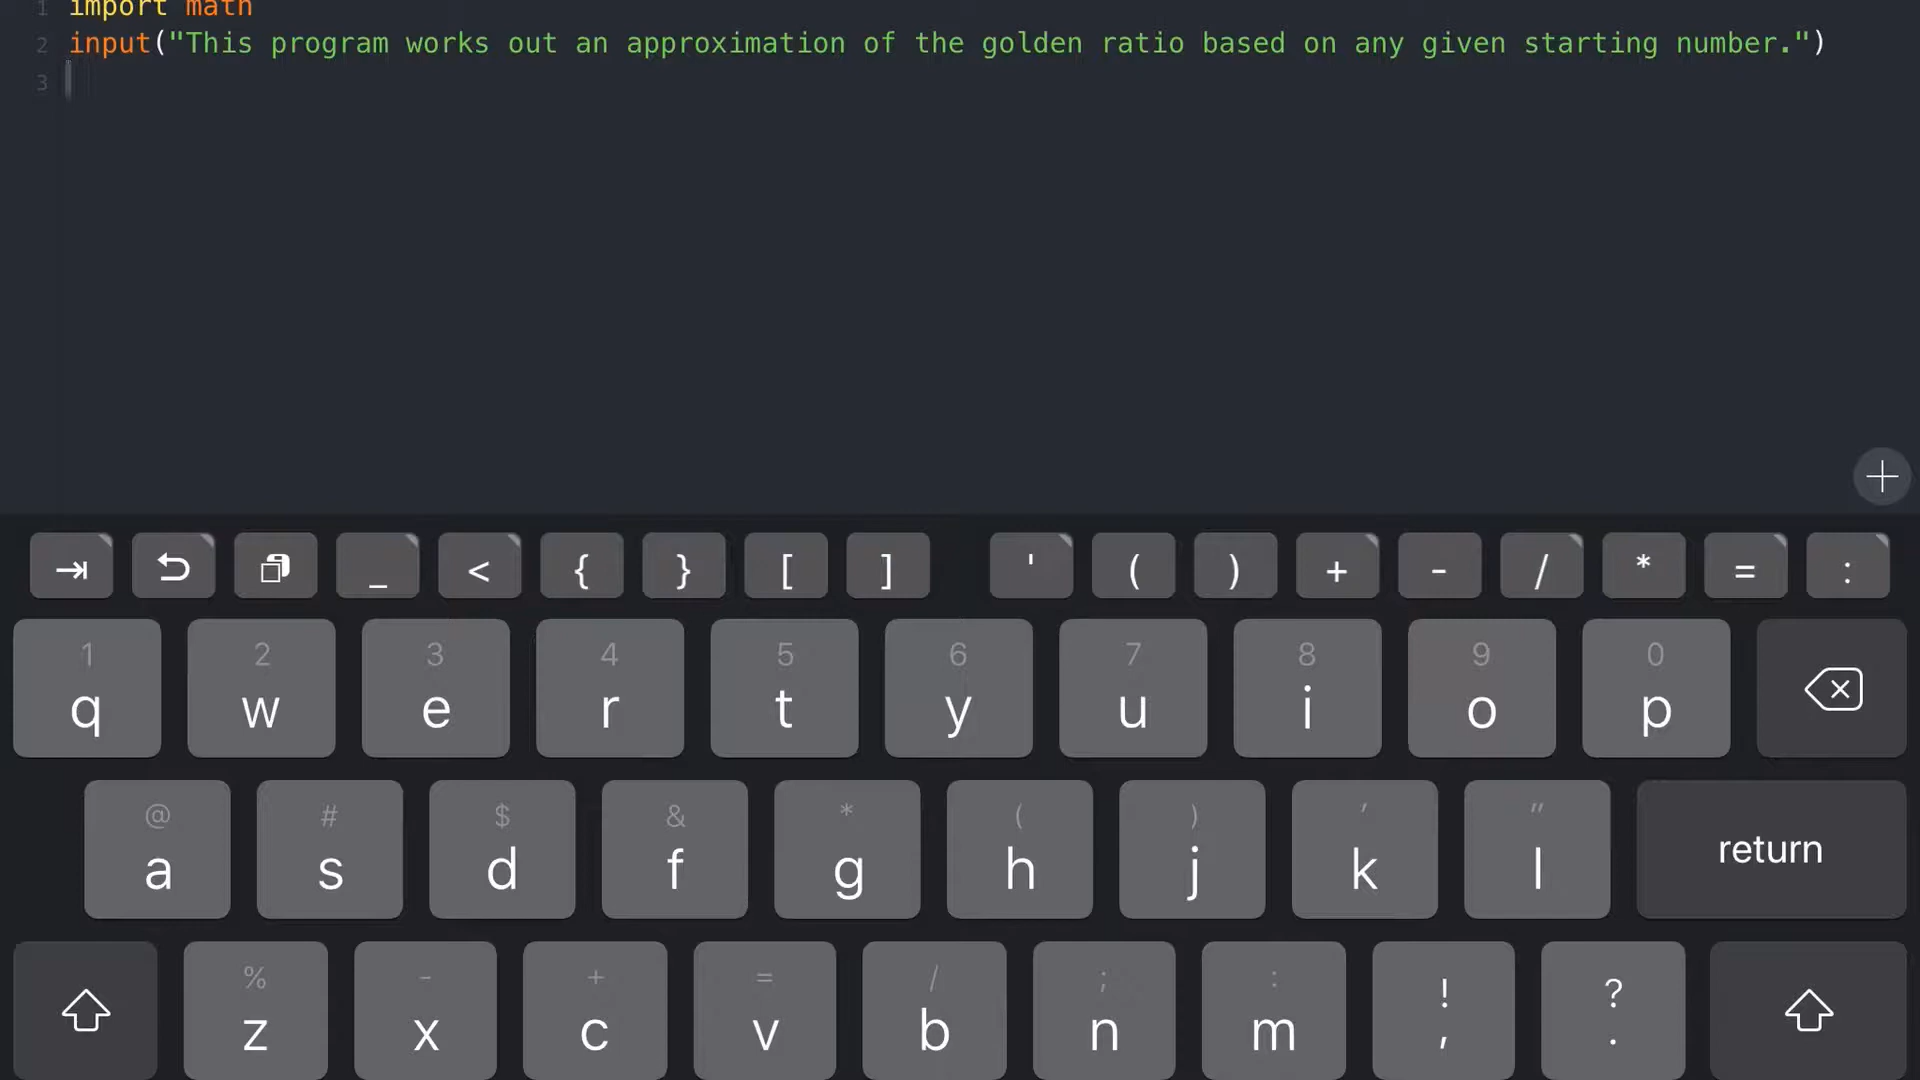 1 import math
2 input("This program works out an approximation of the golden ratio based on any given starting number.")
3
_ < { } [ ] ' ( ) + - / * = :
1 2 3 4 5 6 7 8 9 0
q w e r t y u i o p
@ # $ & * ( ) ' "
a s d f g h j k l return
% - + = / ; : ! ?
z x c v b n m , .